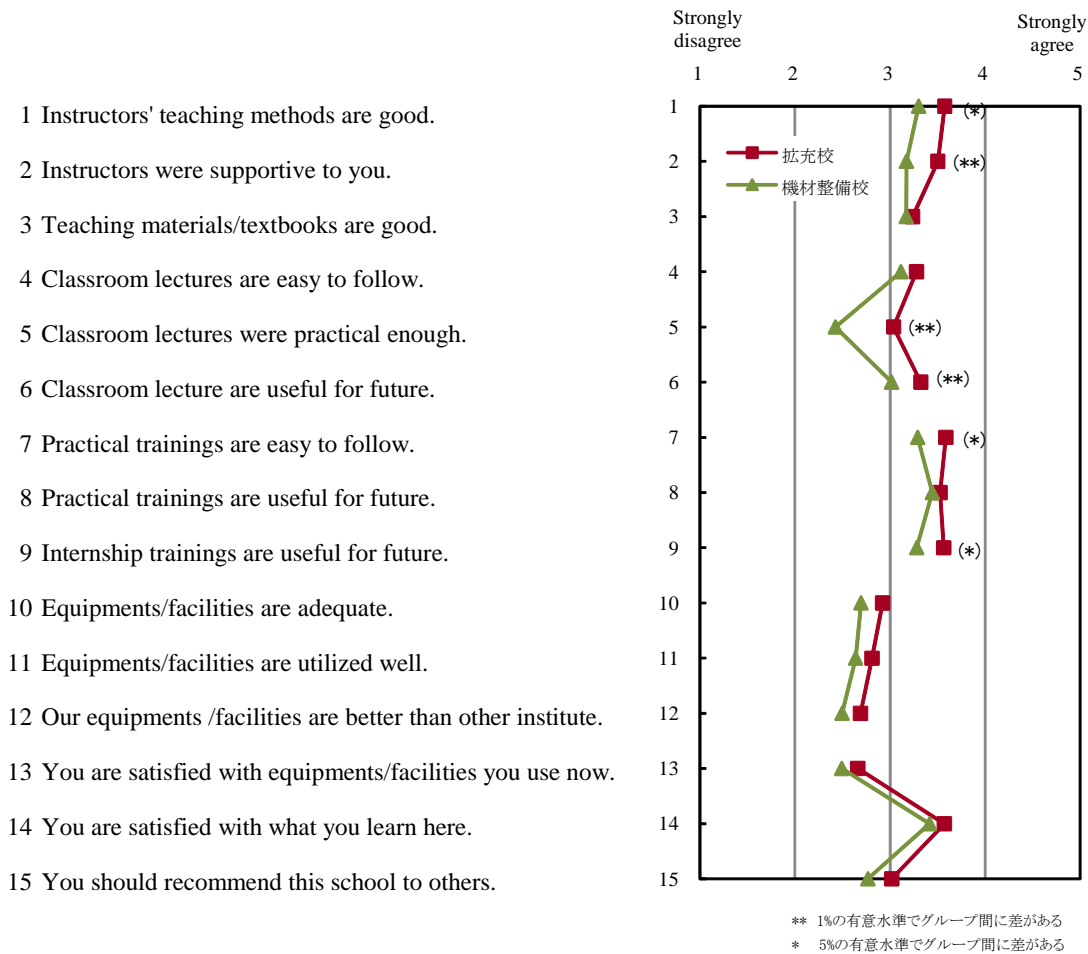 Strongly
disagree
Strongly
agree
1 2 3 4 5
1 Instructors' teaching methods are good.
2 Instructors were supportive to you.
3 Teaching materials/textbooks are good.
4 Classroom lectures are easy to follow.
5 Classroom lectures were practical enough.
6 Classroom lecture are useful for future.
7 Practical trainings are easy to follow.
8 Practical trainings are useful for future.
9 Internship trainings are useful for future.
10 Equipments/facilities are adequate.
11 Equipments/facilities are utilized well.
12 Our equipments /facilities are better than other institute.
13 You are satisfied with equipments/facilities you use now.
14 You are satisfied with what you learn here.
15 You should recommend this school to others.
1 (*)
2 (**)
3
4
5 (**)
6 (**)
7 (*)
8
9 (*)
10
11
12
13
14
15
拡充校
機材整備校
** 1%の有意水準でグループ間に差がある
* 5%の有意水準でグループ間に差がある